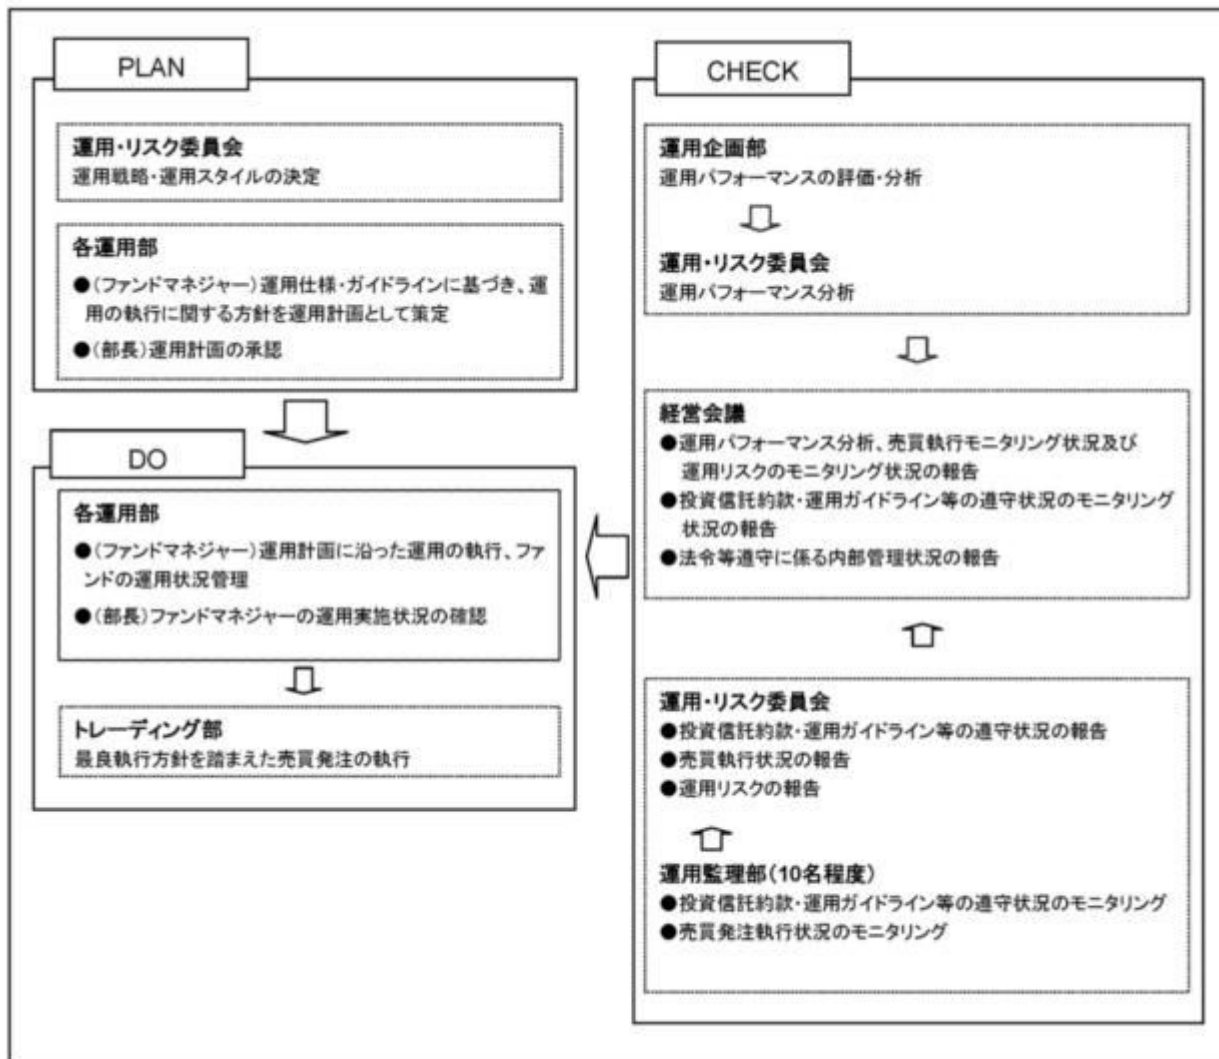 PLAN
運用・リスク委員会
運用戦略・運用スタイルの決定
各運用部
●(ファンドマネジャー)運用仕様・ガイドラインに基づき、運
用の執行に関する方針を運用計画として策定
●(部長)運用計画の承認
DO
各運用部
●(ファンドマネジャー)運用計画に沿った運用の執行、ファ
ンドの運用状況管理
●(部長)ファンドマネジャーの運用実施状況の確認
トレーディング部
最良執行方針を踏まえた売買発注の執行
CHECK
運用企画部
運用パフォーマンスの評価・分析
運用・リスク委員会
運用パフォーマンス分析
経営会議
●運用パフォーマンス分析、売買執行モニタリング状況及び
運用リスクのモニタリング状況の報告
●投資信託約款・運用ガイドライン等の遵守状況のモニタリング
状況の報告
●法令等遵守に係る内部管理状況の報告
運用・リスク委員会
●投資信託約款・運用ガイドライン等の遵守状況の報告
●売買執行状況の報告
●運用リスクの報告
運用監理部(10名程度)
●投資信託約款・運用ガイドライン等の遵守状況のモニタリング
●売買発注執行状況のモニタリング